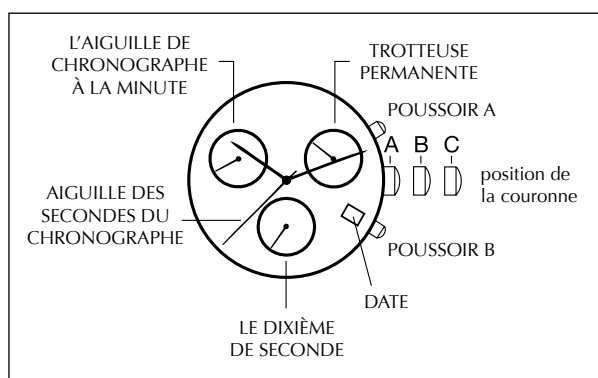 L'AIGUILLE DE
CHRONOGRAPHE
À LA MINUTE
TROTTEUSE
PERMANENTE
POUSSOIR A
A B C
position de
la couronne
AIGUILLE DES
SECONDES DU
CHRONOGRAPHE
POUSSOIR B
DATE
LE DIXIÈME
DE SECONDE